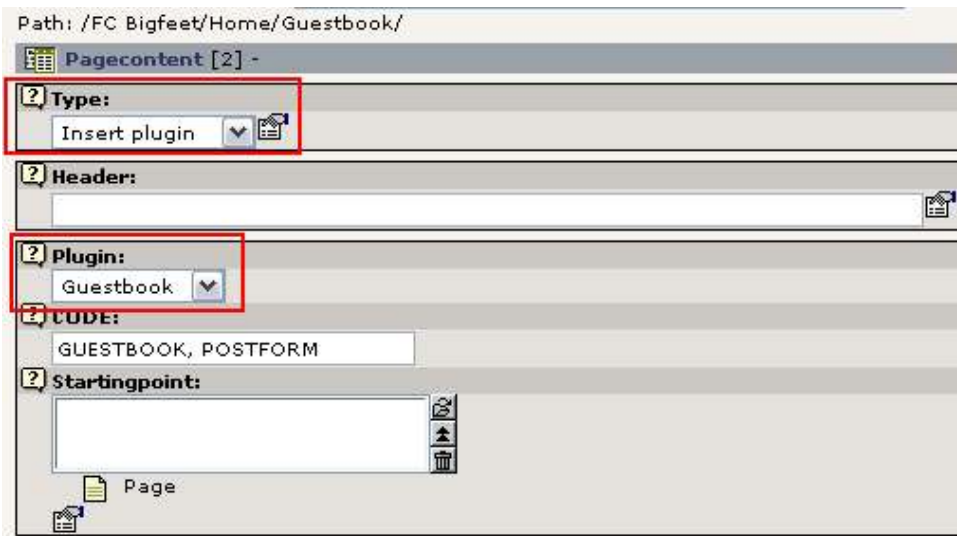 Path: /FC Bigfeet/Home/Guestbook/
Pagecontent [2] -
Type:
Insert plugin
Header:
Plugin:
Guestbook
CODE:
GUESTBOOK, POSTFORM
Startingpoint:
Page